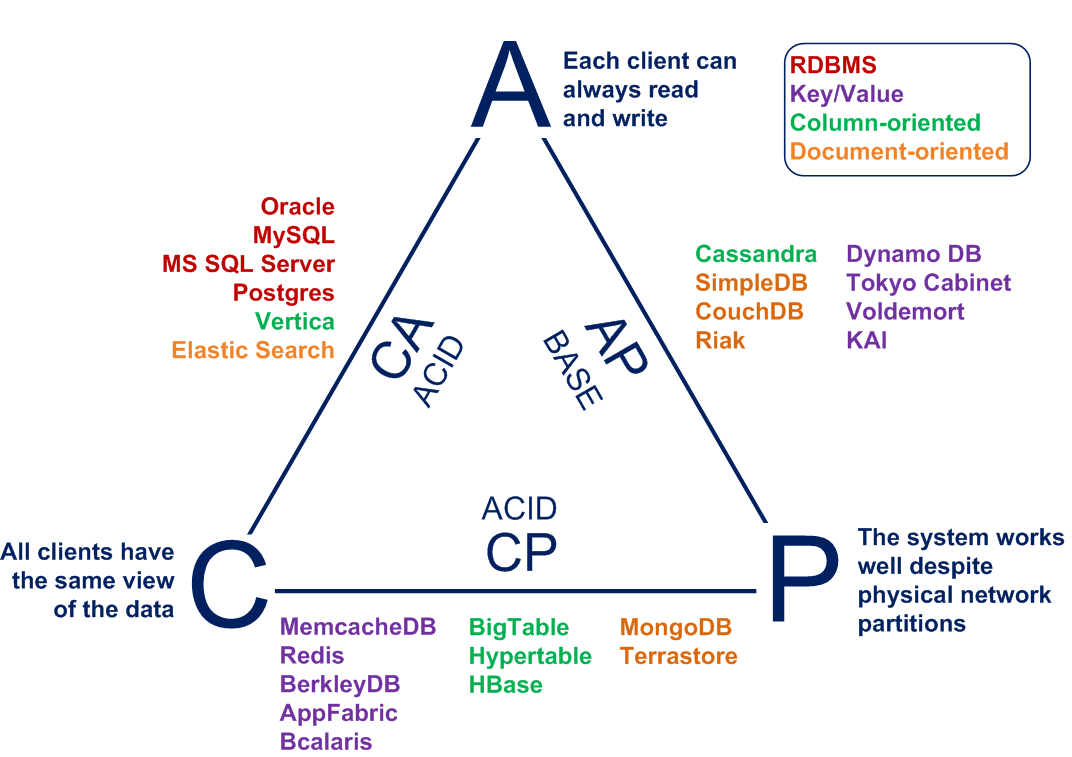 A
Each client can
always read
and write
RDBMS
Key/Value
Column-oriented
Document-oriented
Oracle
MySQL
MS SQL Server
Postgres
Vertica
Elastic Search
CA
ACID
AP
BASE
Cassandra
SimpleDB
CouchDB
Riak
Dynamo DB
Tokyo Cabinet
Voldemort
KAI
ACID
CP
All clients have
the same view
of the data
C
P
The system works
well despite
physical network
partitions
MemcacheDB
Redis
BerkleyDB
AppFabric
Bcalaris
BigTable
Hypertable
HBase
MongoDB
Terrastore